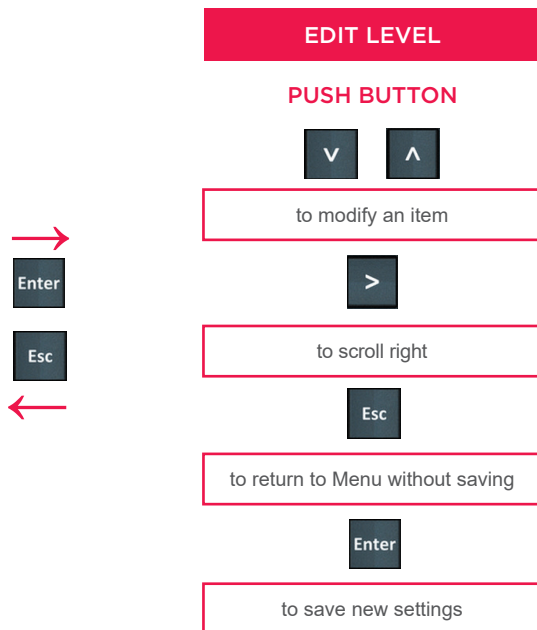 EDIT LEVEL
PUSH BUTTON
v ʌ
to modify an item
Enter
>
Esc
to scroll right
Esc
to return to Menu without saving
Enter
to save new settings